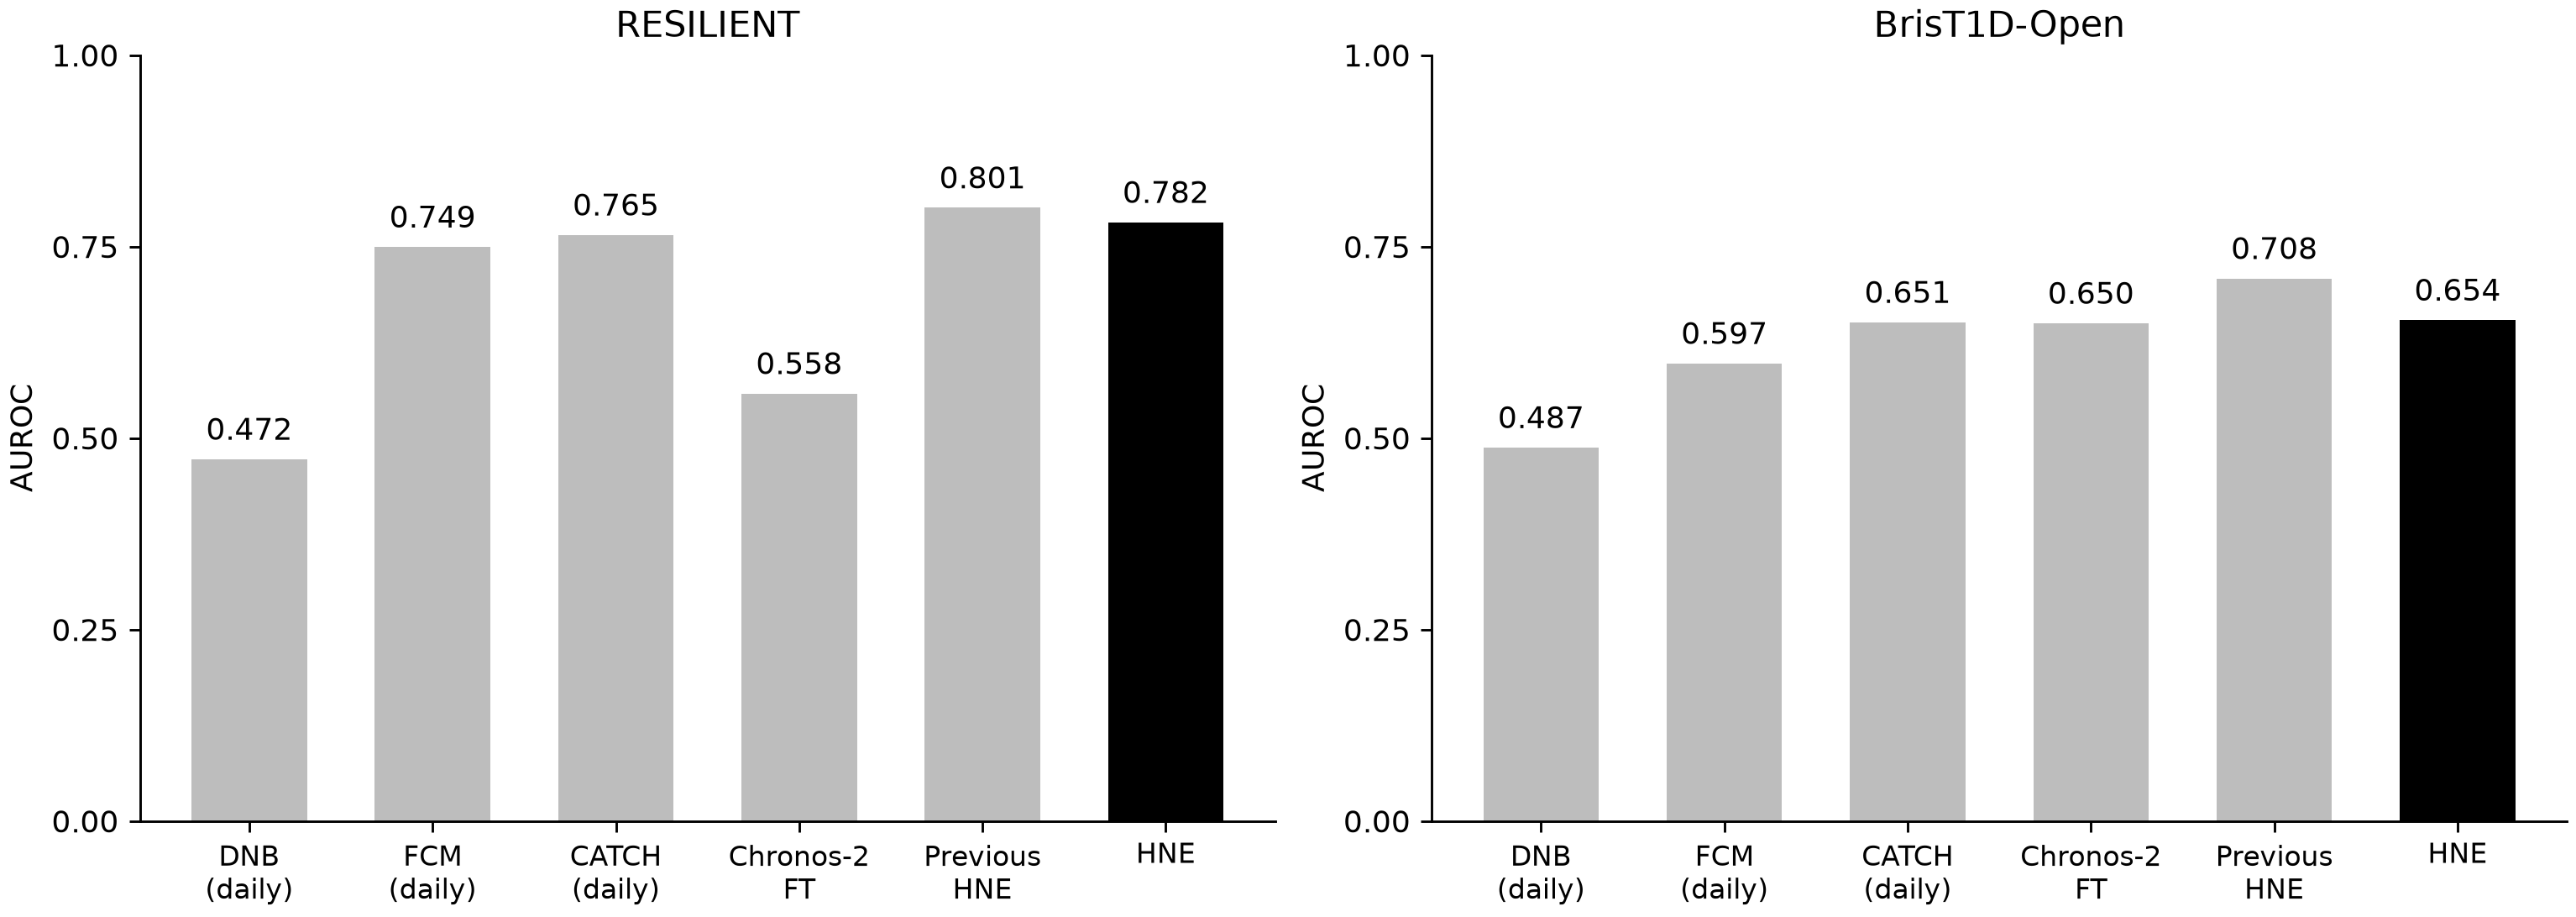 RESILIENT
AUROC
1.00
0.75
0.50
0.25
0.00
0.472
0.749
0.765
0.558
0.801
0.782
DNB
(daily)
FCM
(daily)
CATCH
(daily)
Chronos-2
FT
Previous
HNE
HNE
BrisT1D-Open
AUROC
1.00
0.75
0.50
0.25
0.00
0.487
0.597
0.651
0.650
0.708
0.654
DNB
(daily)
FCM
(daily)
CATCH
(daily)
Chronos-2
FT
Previous
HNE
HNE